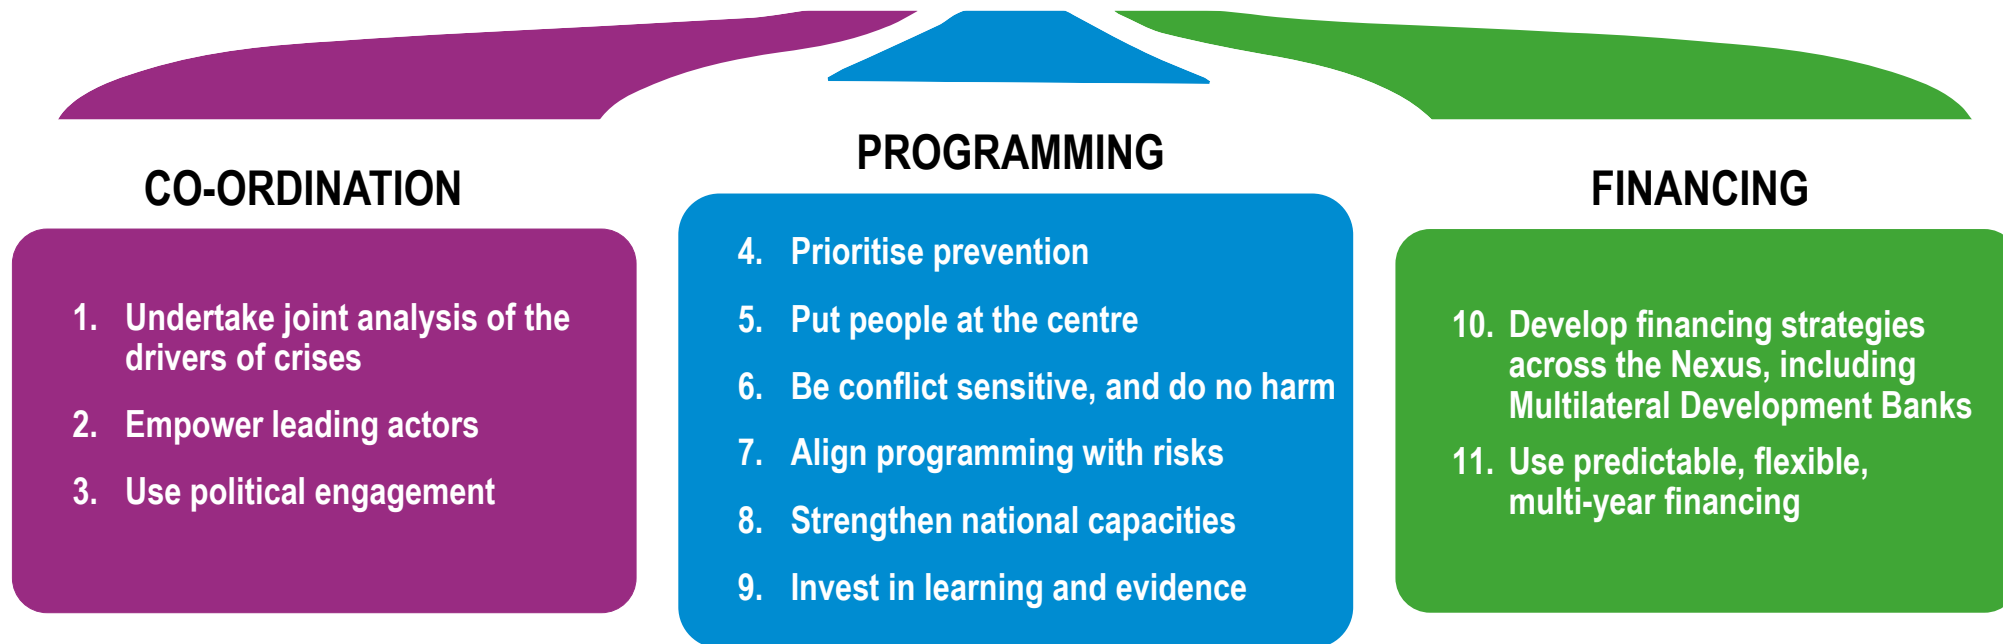 CO-ORDINATION
1. Undertake joint analysis of the
drivers of crises
2. Empower leading actors
3. Use political engagement
PROGRAMMING
4. Prioritise prevention
5. Put people at the centre
6. Be conflict sensitive, and do no harm
7. Align programming with risks
8. Strengthen national capacities
9. Invest in learning and evidence
FINANCING
10. Develop financing strategies
across the Nexus, including
Multilateral Development Banks
11. Use predictable, flexible,
multi-year financing